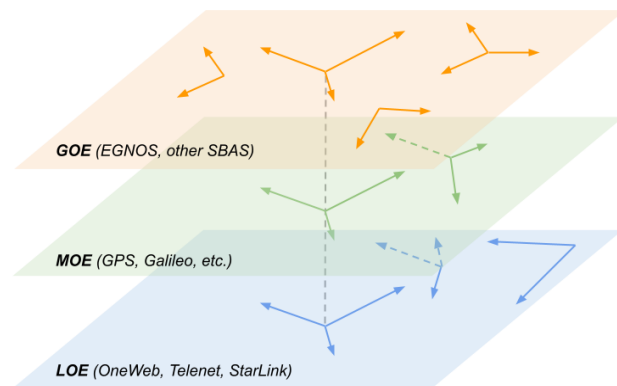 GOE (EGNOS, other SBAS)
MOE (GPS, Galileo, etc.)
LOE (OneWeb, Telenet, StarLink)